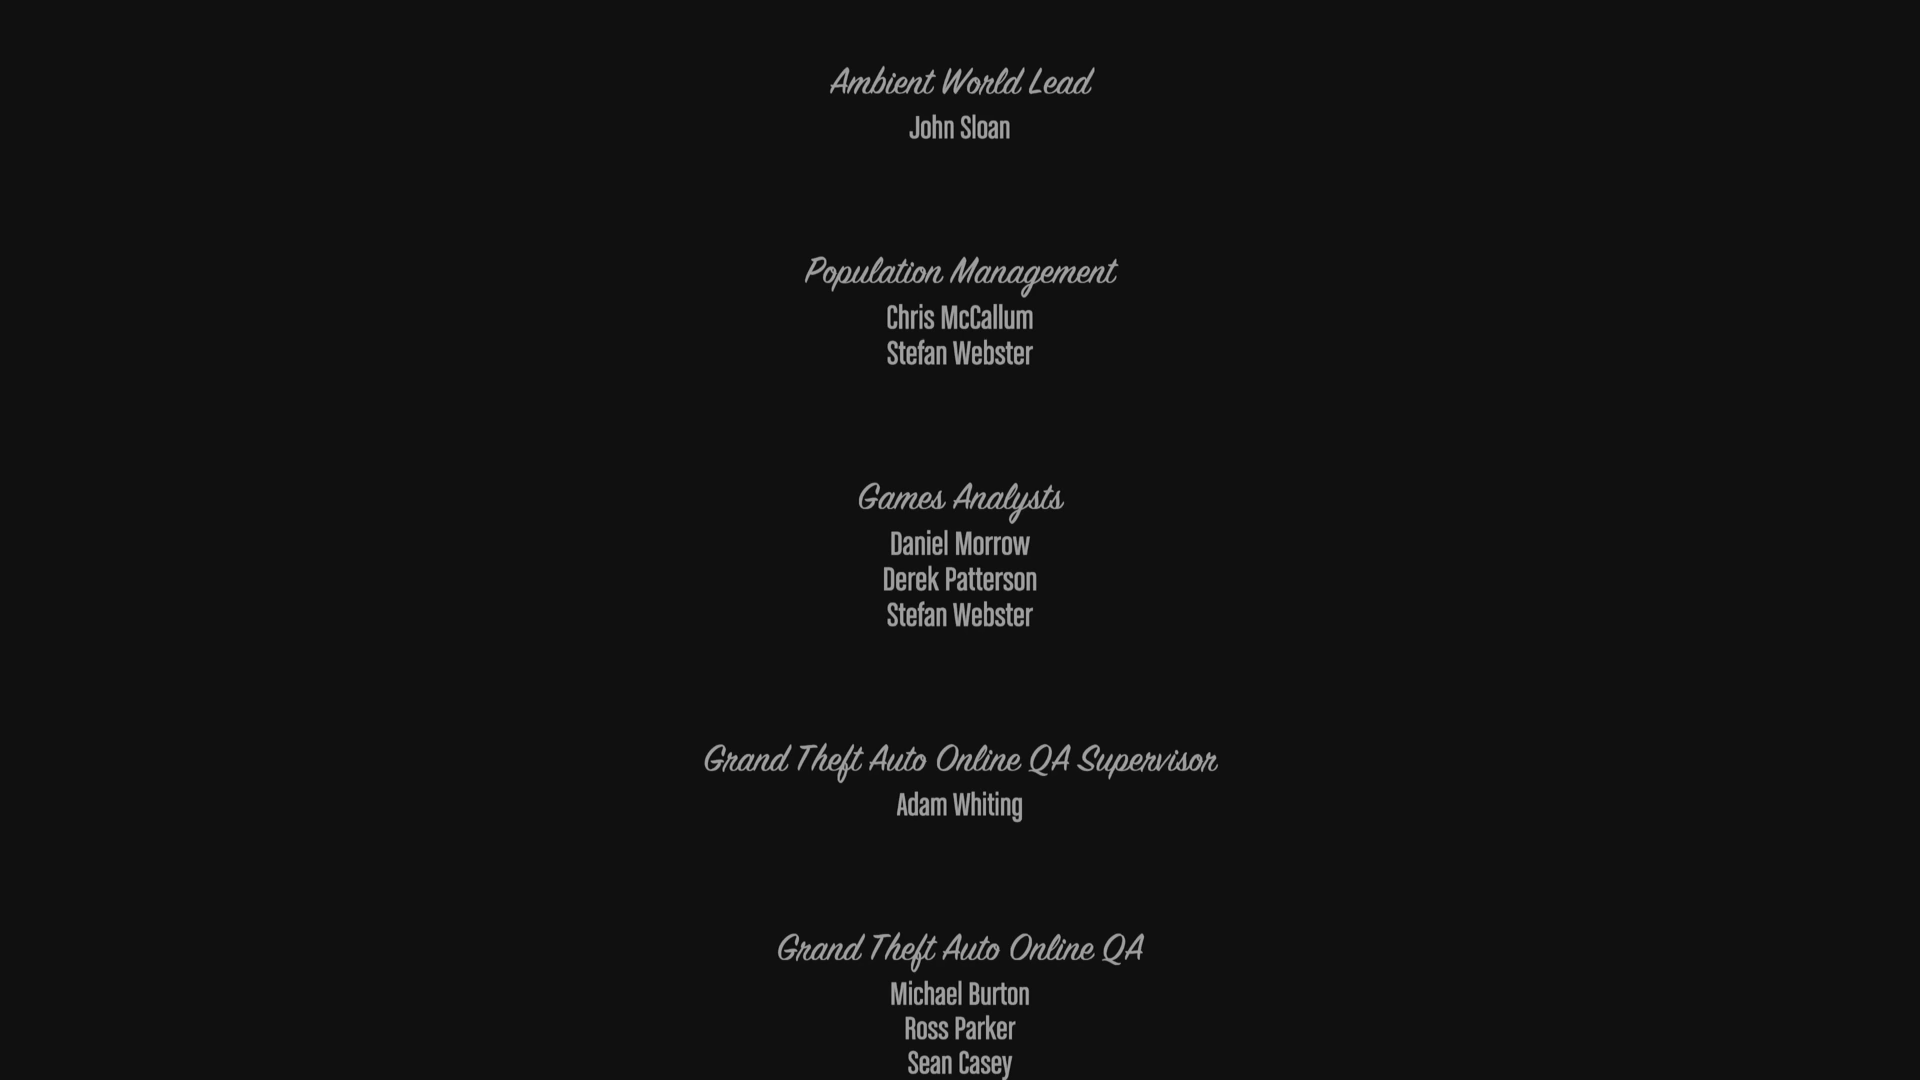 Ambient World Lead
John Sloan
Population Management
Chris McCallum
Stefan Webster
Games Analysts
Daniel Morrow
Derek Patterson
Stefan Webster
Grand Theft Auto Online QA Supervisor
Adam Whiting
Grand Theft Auto Online QA
Michael Burton
Ross Parker
Sean Casey